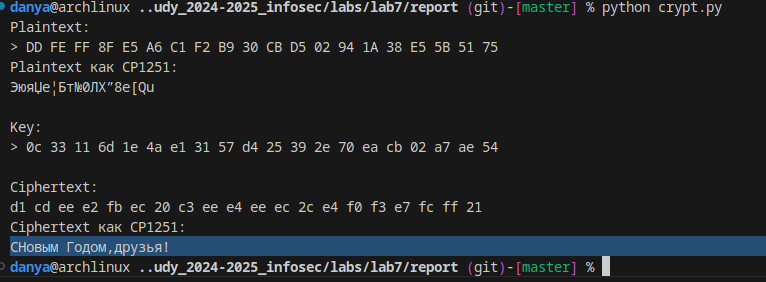 danya@archlinux ..udy_2024-2025_infosec/labs/lab7/report (git)-[master] % python crypt.py
Plaintext:
> DD FE FF 8F E5 A6 C1 F2 B9 30 CB D5 02 94 1A 38 E5 5B 51 75
Plaintext как CP1251:
ЭюяЏе¦Бт№0ЛХ”8е[Qu
Key:
> 0c 33 11 6d 1e 4a e1 31 57 d4 25 39 2e 70 ea cb 02 a7 ae 54
Ciphertext:
d1 cd ee e2 fb ec 20 c3 ee e4 ee ec 2c e4 f0 f3 e7 fc ff 21
Ciphertext как CP1251:
СНовым Годом,друзья!
danya@archlinux ..udy_2024-2025_infosec/labs/lab7/report (git)-[master] %